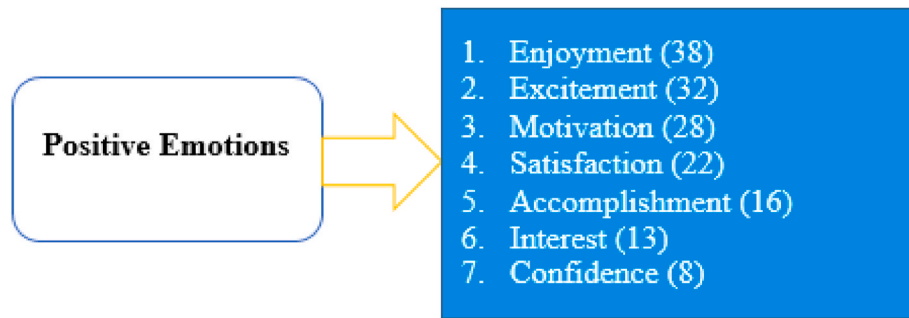 Positive Emotions
1. Enjoyment (38)
2. Excitement (32)
3. Motivation (28)
4. Satisfaction (22)
5. Accomplishment (16)
6. Interest (13)
7. Confidence (8)